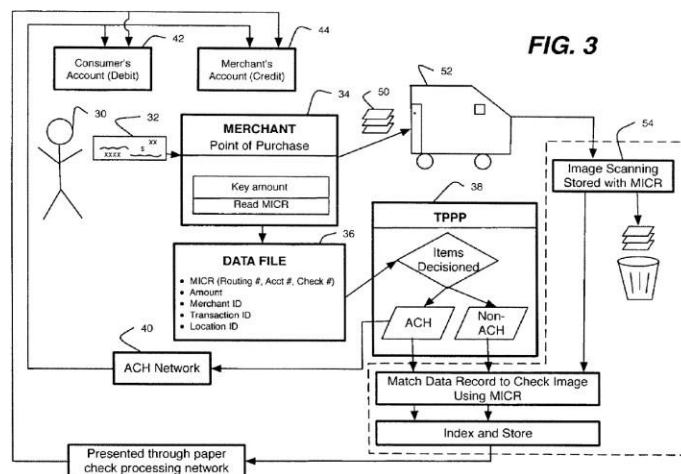 FIG. 3
42
Consumer's
Account (Debit)
44
Merchant's
Account (Credit)
30
32
xx
xxxx
s
34
MERCHANT
Point of Purchase
Key amount
Read MICR
50
52
54
Image Scanning
Stored with MICR
36
DATA FILE
• MICR (Routing #, Acct #, Check #)
• Amount
• Merchant ID
• Transaction ID
• Location ID
38
TPPP
Items
Decisioned
ACH
Non-
ACH
40
ACH Network
Match Data Record to Check Image
Using MICR
Index and Store
Presented through paper
check processing network